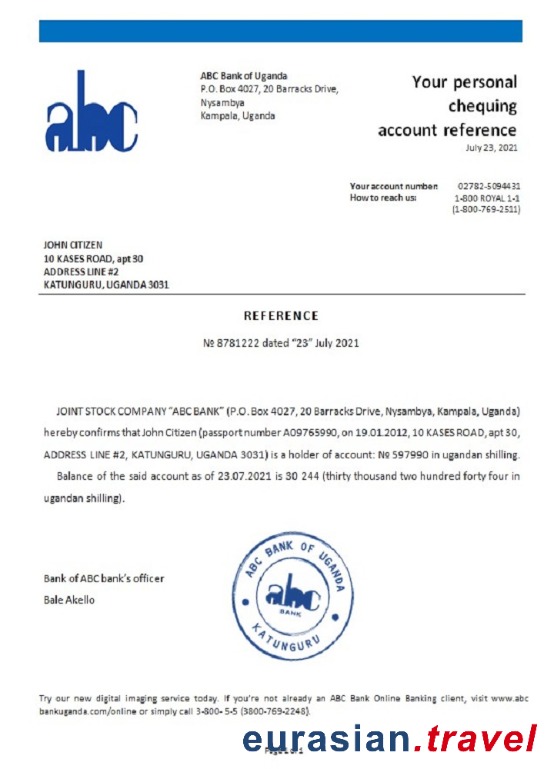 abc
ABC Bank of Uganda
P.O. Box 4027, 20 Barracks Drive,
Nysambya
Kampala, Uganda
Your personal
chequing
account reference
July 23, 2021
Your account number: 02782-5094431
How to reach us: 1-800 ROYAL 1-1
(1-800-769-2511)
JOHN CITIZEN
10 KASES ROAD, apt 30
ADDRESS LINE #2
KATUNGURU, UGANDA 3031
REFERENCE
№ 8781222 dated “23” July 2021
JOINT STOCK COMPANY “ABC BANK” (P.O. Box 4027, 20 Barracks Drive, Nysambya, Kampala, Uganda)
hereby confirms that John Citizen (passport number A09765990, on 19.01.2012, 10 KASES ROAD, apt 30,
ADDRESS LINE #2, KATUNGURU, UGANDA 3031) is a holder of account: № 597990 in ugandan shilling.
Balance of the said account as of 23.07.2021 is 30 244 (thirty thousand two hundred forty four in
ugandan shilling).
Bank of ABC bank’s officer
Bale Akello
ABC BANK OF UGANDA
abc
BANK
KATUNGURU
Try our new digital imaging service today. If you’re not already an ABC Bank Online Banking client, visit www.abc
bankuganda.com/online or simply call 3-800- 5-5 (3800-769-2248).
eurasian.travel